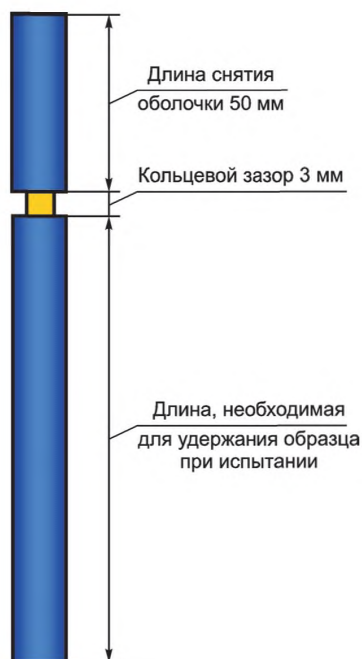 Длина снятия
оболочки 50 мм
Кольцевой зазор 3 мм
Длина, необходимая
для удержания образца
при испытании